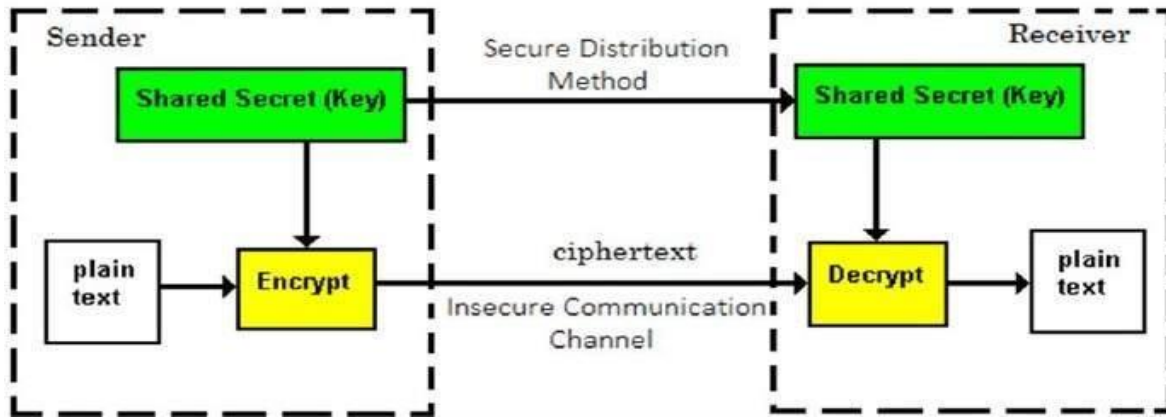 Sender
Receiver
Secure Distribution
Method
Shared Secret (Key)
Shared Secret (Key)
plain
text
Encrypt
ciphertext
Insecure Communication
Channel
Decrypt
plain
text